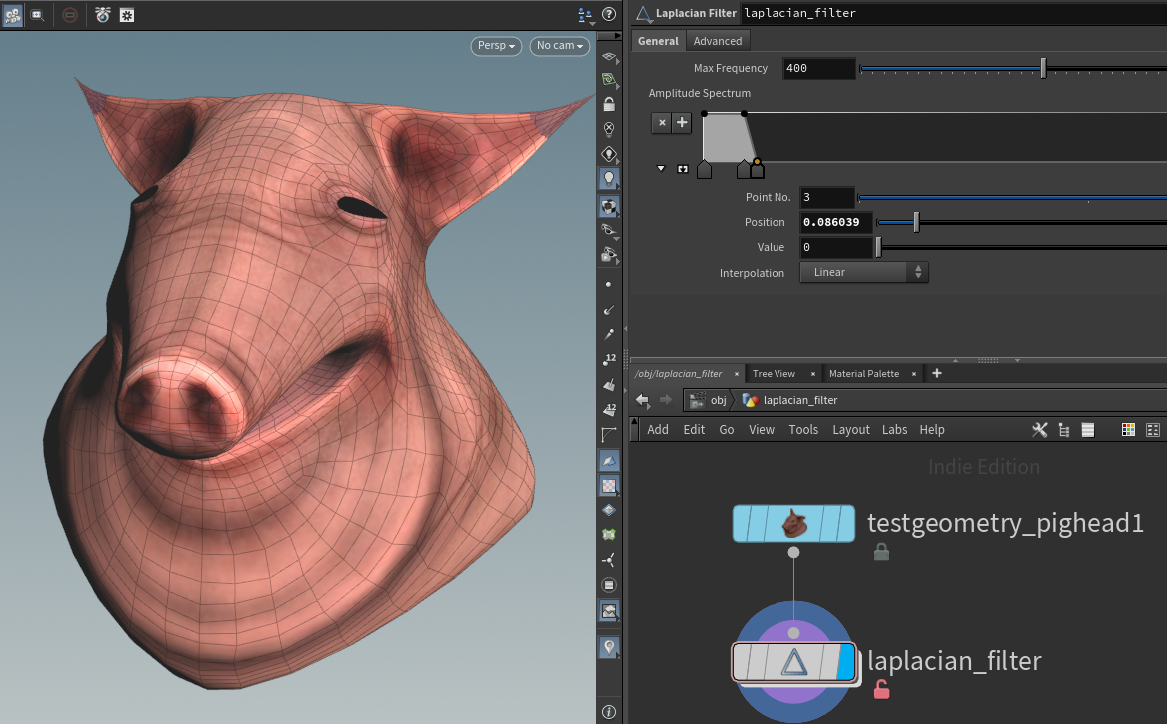 Laplacian Filter laplacian_filter
Persp No cam
General Advanced
Max Frequency 400
Amplitude Spectrum
Point No. 3
Position 0.086039
Value 0
Interpolation Linear
12
12
/obj/laplacian_filter × Tree View × Material Palette × +
obj laplacian_filter
Add Edit Go View Tools Layout Labs Help
Indie Edition
testgeometry_pighead1
laplacian_filter